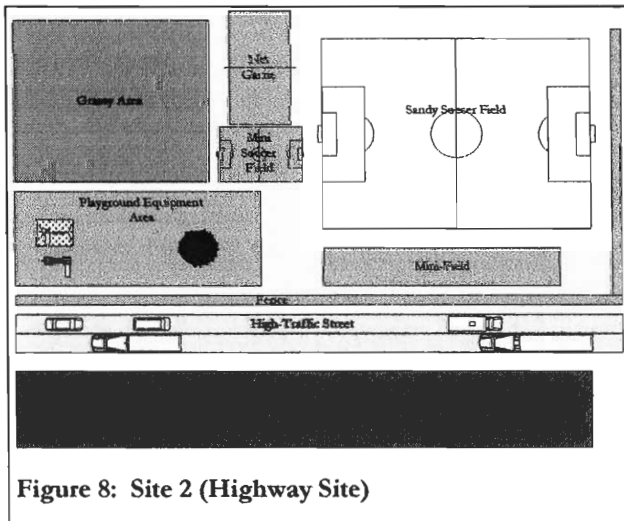 Net
Game
Grassy Area
Sandy Soccer Field
Mini
Soccer
Field
Playground Equipment
Area
Mini-Field
Fence
High-Traffic Street
Figure 8: Site 2 (Highway Site)